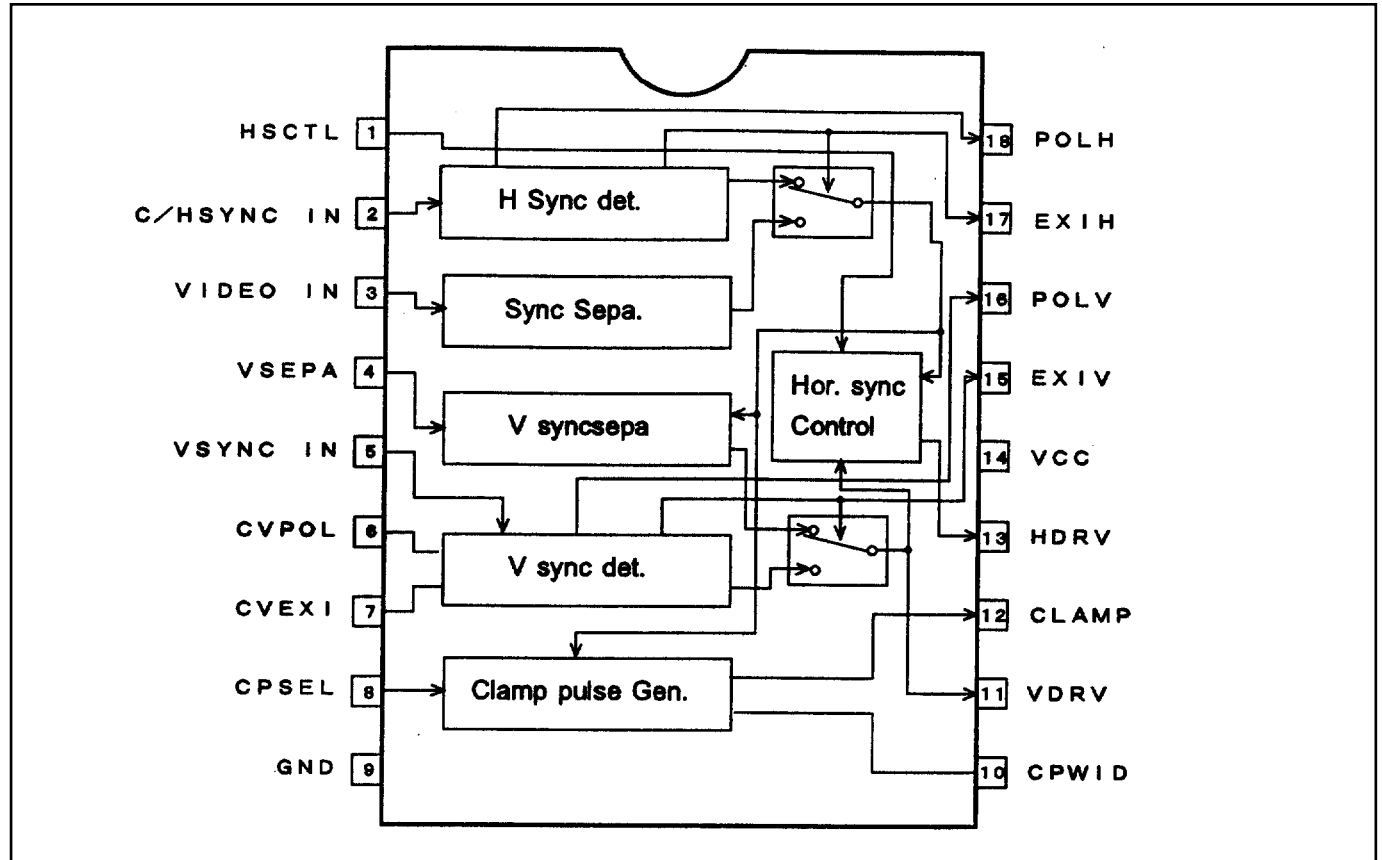 HSCTL 1
C/HSYNC IN 2
VIDEO IN 3
VSEPA 4
VSYNC IN 5
CVPOL 6
CVEXI 7
CPSEL 8
GND 9
H Sync det.
Sync Sepa.
V syncsepa
V sync det.
Clamp pulse Gen.
Hor. sync
Control
18 POLH
17 EXIH
16 POLV
15 EXIV
14 VCC
13 HDRV
12 CLAMP
11 VDRV
10 CPWID